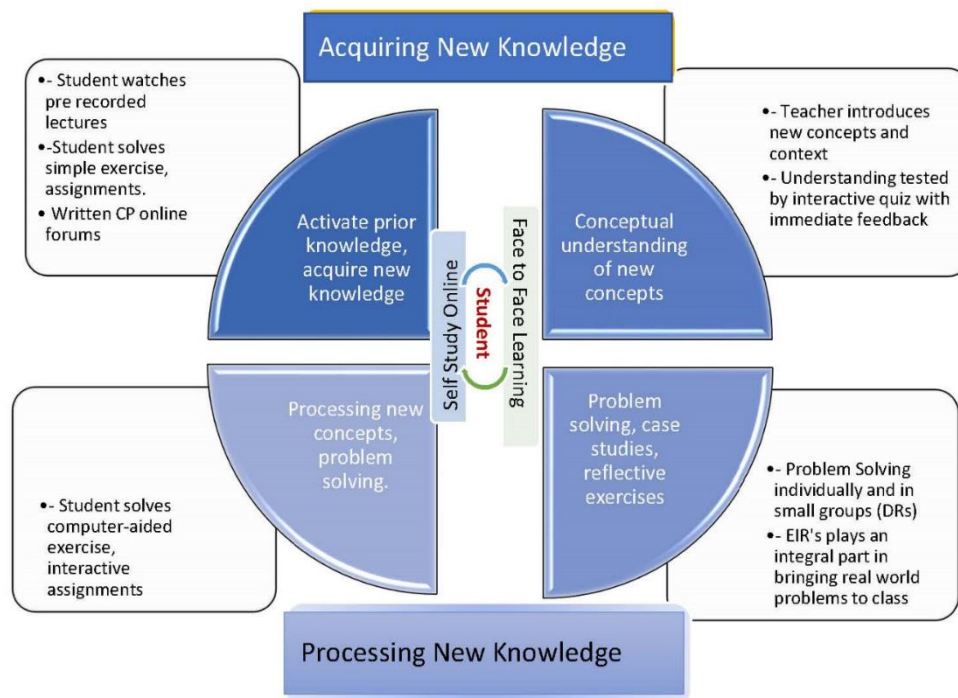 Acquiring New Knowledge
•- Student watches
pre recorded
lectures
•-Student solves
simple exercise,
assignments.
• Written CP online
forums
Activate prior
knowledge,
acquire new
knowledge
Conceptual
understanding
of new
concepts
•- Teacher introduces
new concepts and
context
•- Understanding tested
by interactive quiz with
immediate feedback
Self Study Online
Student
Face to Face Learning
•- Student solves
computer-aided
exercise,
interactive
assignments
Processing new
concepts,
problem
solving.
Problem
solving, case
studies,
reflective
exercises
•- Problem Solving
individually and in
small groups (DRs)
•- EIR's plays an
integral part in
bringing real world
problems to class
Processing New Knowledge